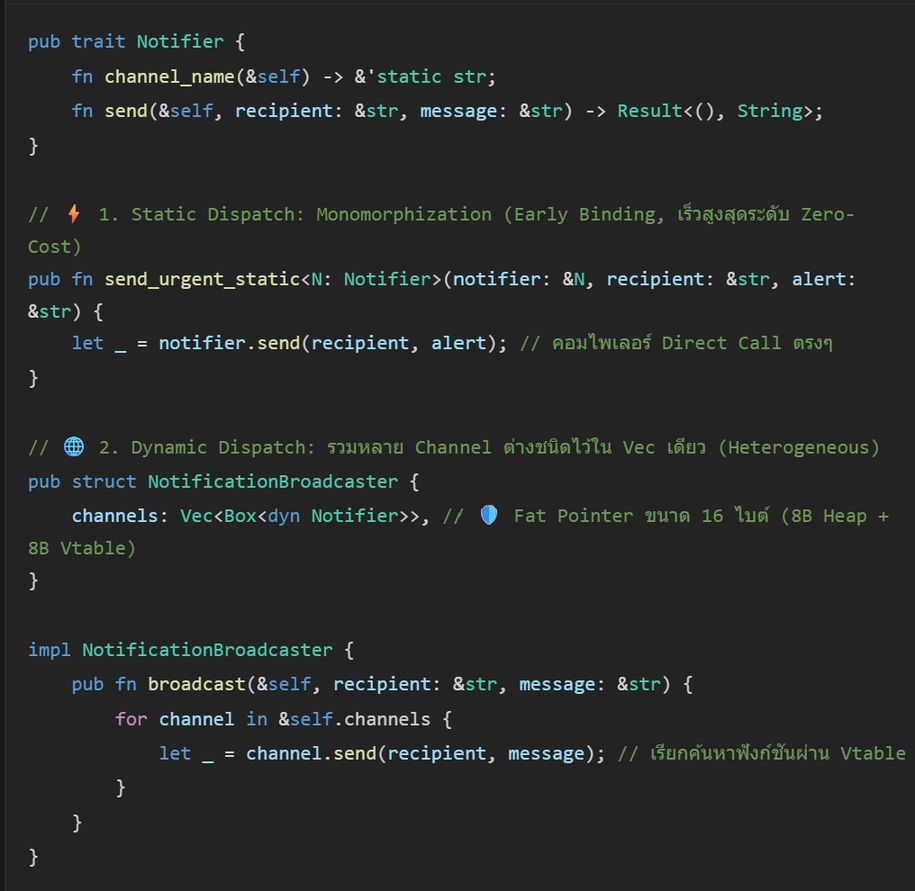 pub trait Notifier {
    fn channel_name(&self) -> &'static str;
    fn send(&self, recipient: &str, message: &str) -> Result<(), String>;
}

// ⚡ 1. Static Dispatch: Monomorphization (Early Binding, เร็วสูงสุดระดับ Zero-
Cost)
pub fn send_urgent_static<N: Notifier>(notifier: &N, recipient: &str, alert:
&str) {
    let _ = notifier.send(recipient, alert); // คอมไพเลอร์ Direct Call ตรงๆ
}

// 🌐 2. Dynamic Dispatch: รวมหลาย Channel ต่างชนิดไว้ใน Vec เดียว (Heterogeneous)
pub struct NotificationBroadcaster {
    channels: Vec<Box<dyn Notifier>>, // 🛡️ Fat Pointer ขนาด 16 ไบต์ (8B Heap +
8B Vtable)
}

impl NotificationBroadcaster {
    pub fn broadcast(&self, recipient: &str, message: &str) {
        for channel in &self.channels {
            let _ = channel.send(recipient, message); // เรียกค้นหาฟังก์ชันผ่าน Vtable
        }
    }
}